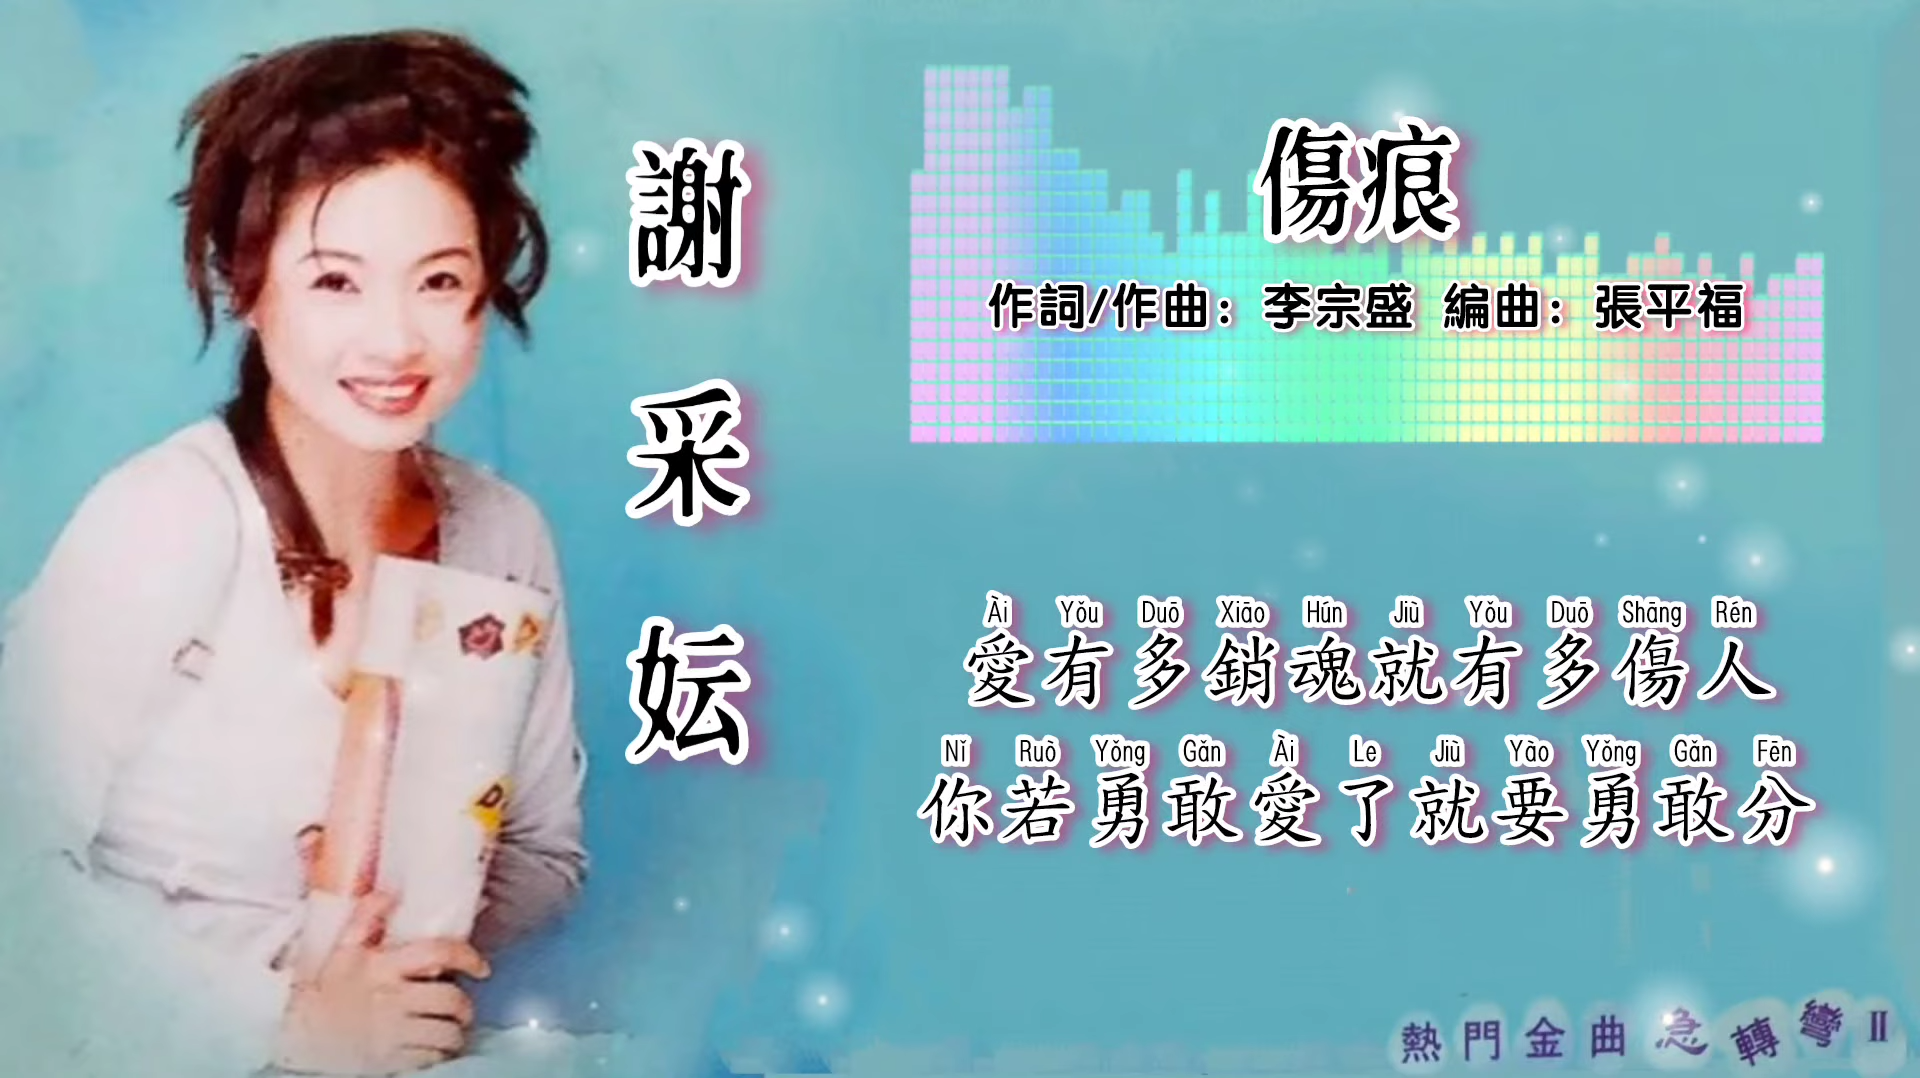 謝采妘
傷痕
作詞/作曲：李宗盛 編曲：張平福
Ài Yǒu Duō Xiāo Hún Jiù Yǒu Duō Shāng Rén
愛有多銷魂就有多傷人
Nǐ Ruò Yǒng Gǎn Ài Le Jiù Yào Yǒng Gǎn Fēn
你若勇敢愛了就要勇敢分
熱門金曲急轉彎II